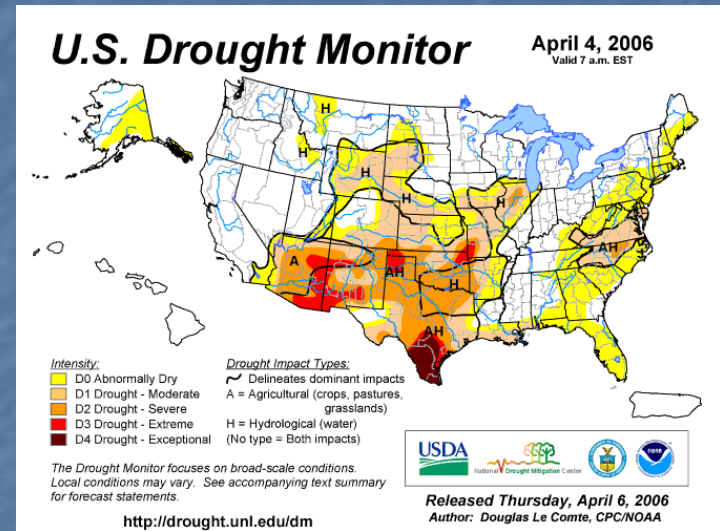 U.S. Drought Monitor
April 4, 2006
Valid 7 a.m. EST
H
H
H
H
H
H
A
AH
H
AH
AH
Intensity:
D0 Abnormally Dry
D1 Drought - Moderate
D2 Drought - Severe
D3 Drought - Extreme
D4 Drought - Exceptional
Drought Impact Types:
Delineates dominant impacts
A = Agricultural (crops, pastures,
grasslands)
H = Hydrological (water)
(No type = Both impacts)
The Drought Monitor focuses on broad-scale conditions.
Local conditions may vary. See accompanying text summary
for forecast statements.
http://drought.unl.edu/dm
USDA
National Drought Mitigation Center
Released Thursday, April 6, 2006
Author: Douglas Le Comte, CPC/NOAA